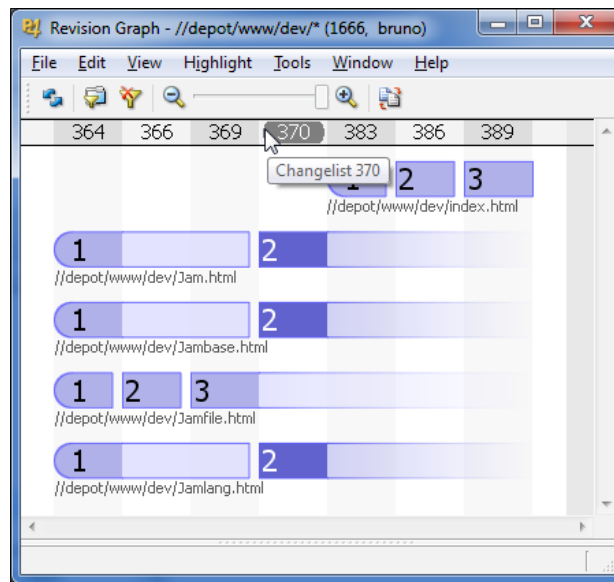 Revision Graph - //depot/www/dev/* (1666, bruno)
File Edit View Highlight Tools Window Help
364 366 369 370 383 386 389
Changelist 370
1 2 3
//depot/www/dev/index.html
1 2
//depot/www/dev/Jam.html
1 2
//depot/www/dev/Jambase.html
1 2 3
//depot/www/dev/Jamfile.html
1 2
//depot/www/dev/Jamlang.html